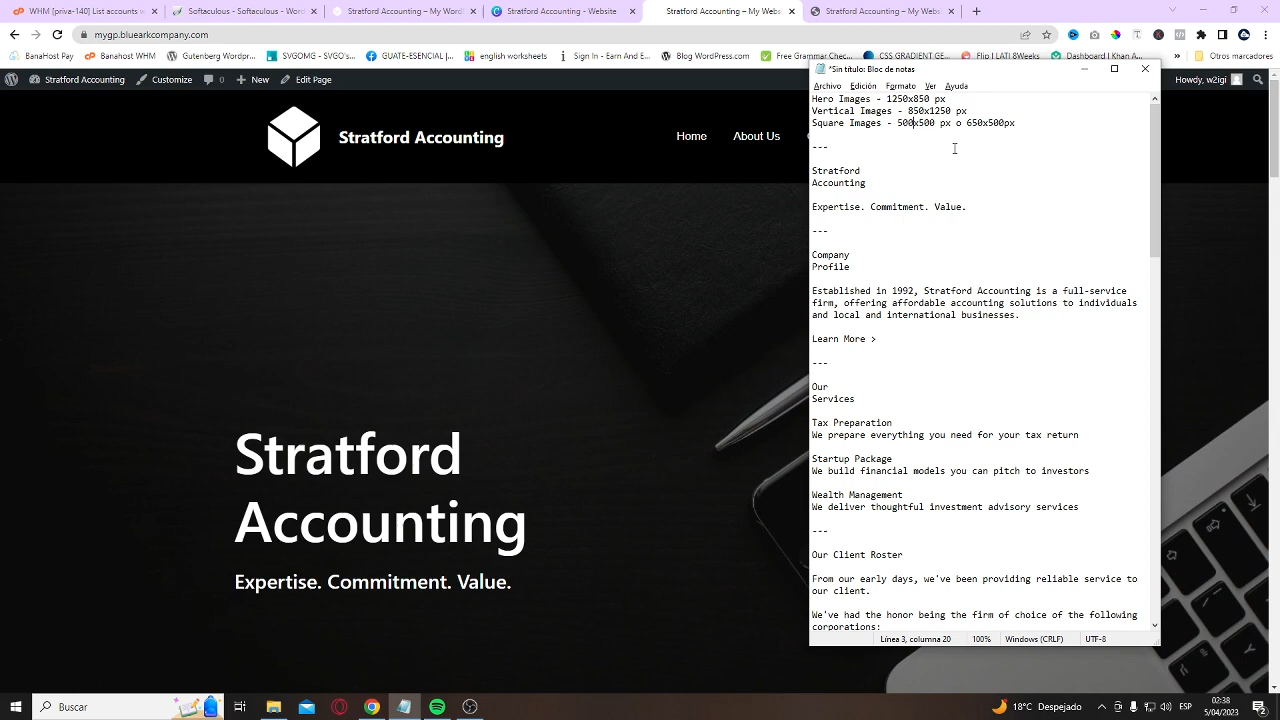 WHM [priva-140] List accounts w
Softaculous - Softaculous - Word
Stratford Accounting – My Word
Stratford Accounting - Website
Stratford Accounting – My Webs
Stratford Accounting – My Webs
mygp.bluearkcompany.com
BanaHost Pay
Banahost WHM
Gutenberg Wordpr...
SVGOMG - SVGO's...
GUATE-ESENCIAL |...
english worksheets
Sign In - Earn And E...
Blog WordPress.com
Free Grammar Chec...
CSS GRADIENT GE...
Flip | LATI 8Weeks
Dashboard | Khan A...
Otros marcadores
Stratford Accounting
Customize
0
New
Edit Page
Howdy, w2igi
Stratford Accounting
Home
About Us
*Sin título: Bloc de notas
Archivo Edición Formato Ver Ayuda
Hero Images - 1250x850 px
Vertical Images - 850x1250 px
Square Images - 500x500 px o 650x500px
---
Stratford
Accounting
Expertise. Commitment. Value.
---
Company
Profile
Established in 1992, Stratford Accounting is a full-service
firm, offering affordable accounting solutions to individuals
and local and international businesses.
Learn More >
---
Our
Services
Tax Preparation
We prepare everything you need for your tax return
Startup Package
We build financial models you can pitch to investors
Wealth Management
We deliver thoughtful investment advisory services
---
Our Client Roster
From our early days, we've been providing reliable service to
our client.
We've had the honor being the firm of choice of the following
corporations:
Línea 3, columna 20
100%
Windows (CRLF)
UTF-8
Stratford
Accounting
Expertise. Commitment. Value.
Buscar
18°C Despejado
ESP
02:38
5/04/2023